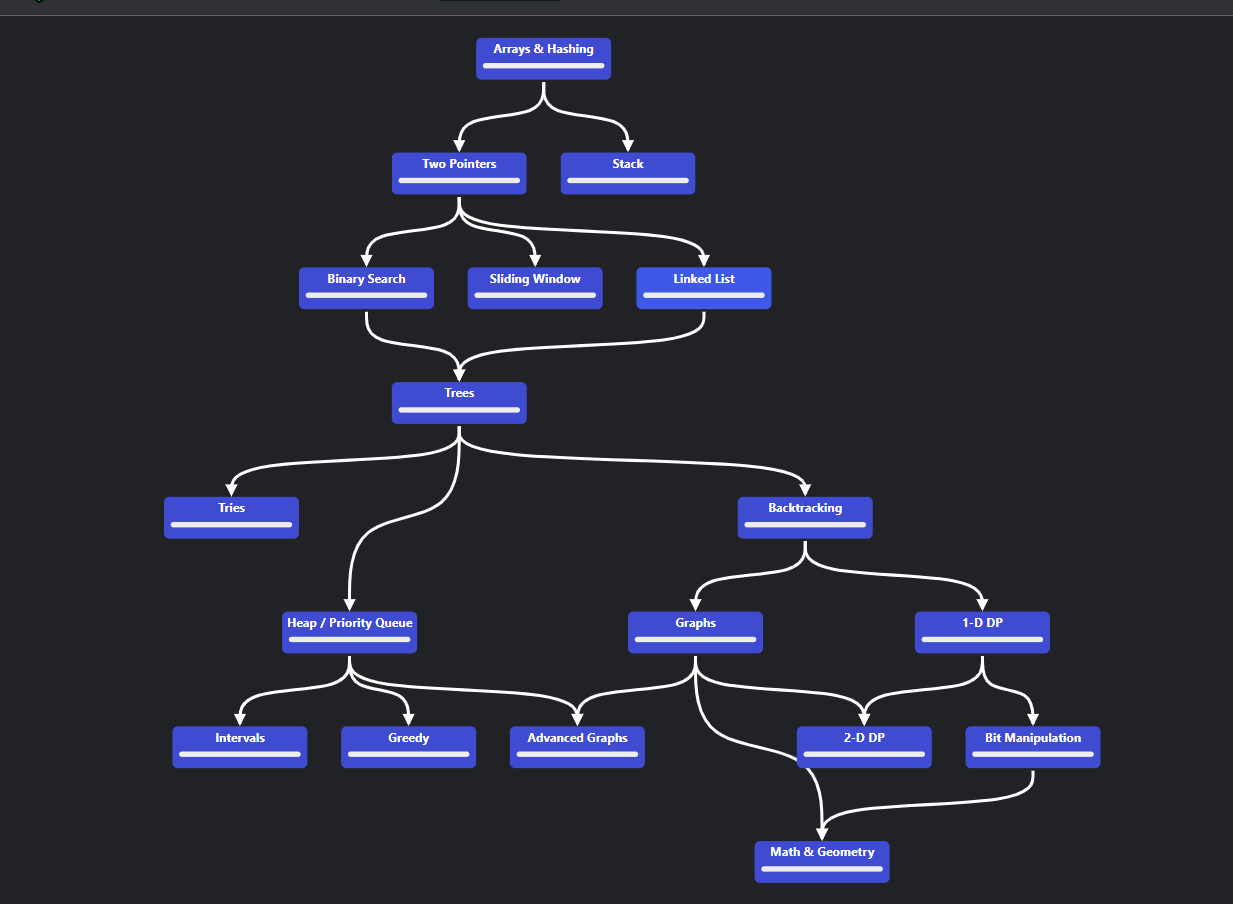 Arrays & Hashing
Two Pointers
Stack
Binary Search
Sliding Window
Linked List
Trees
Tries
Backtracking
Heap / Priority Queue
Graphs
1-D DP
Intervals
Greedy
Advanced Graphs
2-D DP
Bit Manipulation
Math & Geometry